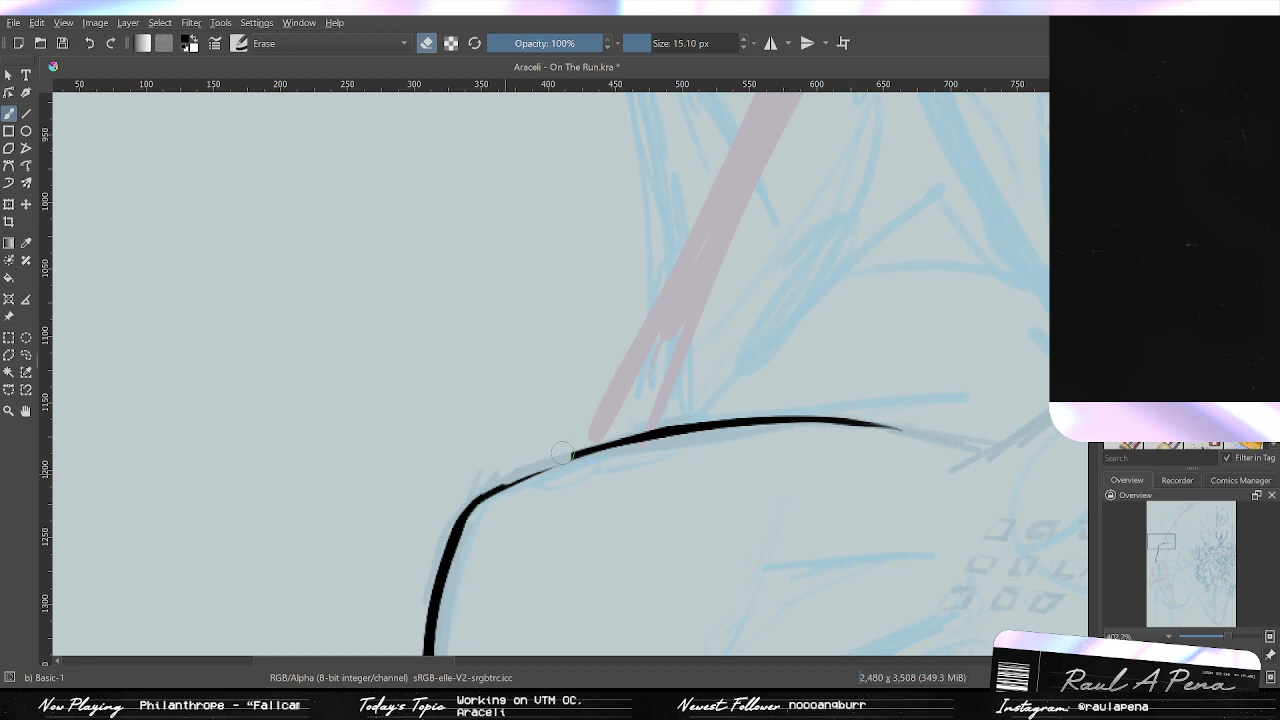 File Edit View Image Layer Select Filter Tools Settings Window Help
Erase Opacity: 100% Size: 15.10 px
Araceli - On The Run.kra *
50 100 150 200 250 300 350 400 450 500 550 600 650 700 750
950
1000
1050
1100
1150
1200
1250
1300
Search Filter in Tag
Overview Recorder Comics Manager
Overview
402.2%
b) Basic-1 RGB/Alpha (8-bit integer/channel) sRGB-elle-V2-srgbtrc.icc 2,480 x 3,508 (349.3 MiB)
Raul A Pena
Now Playing Philanthrope - "Fallcam
Today's Topic Working on VTM OC, Araceli
Newest Follower noooanqburr
Instagram: @raulapena